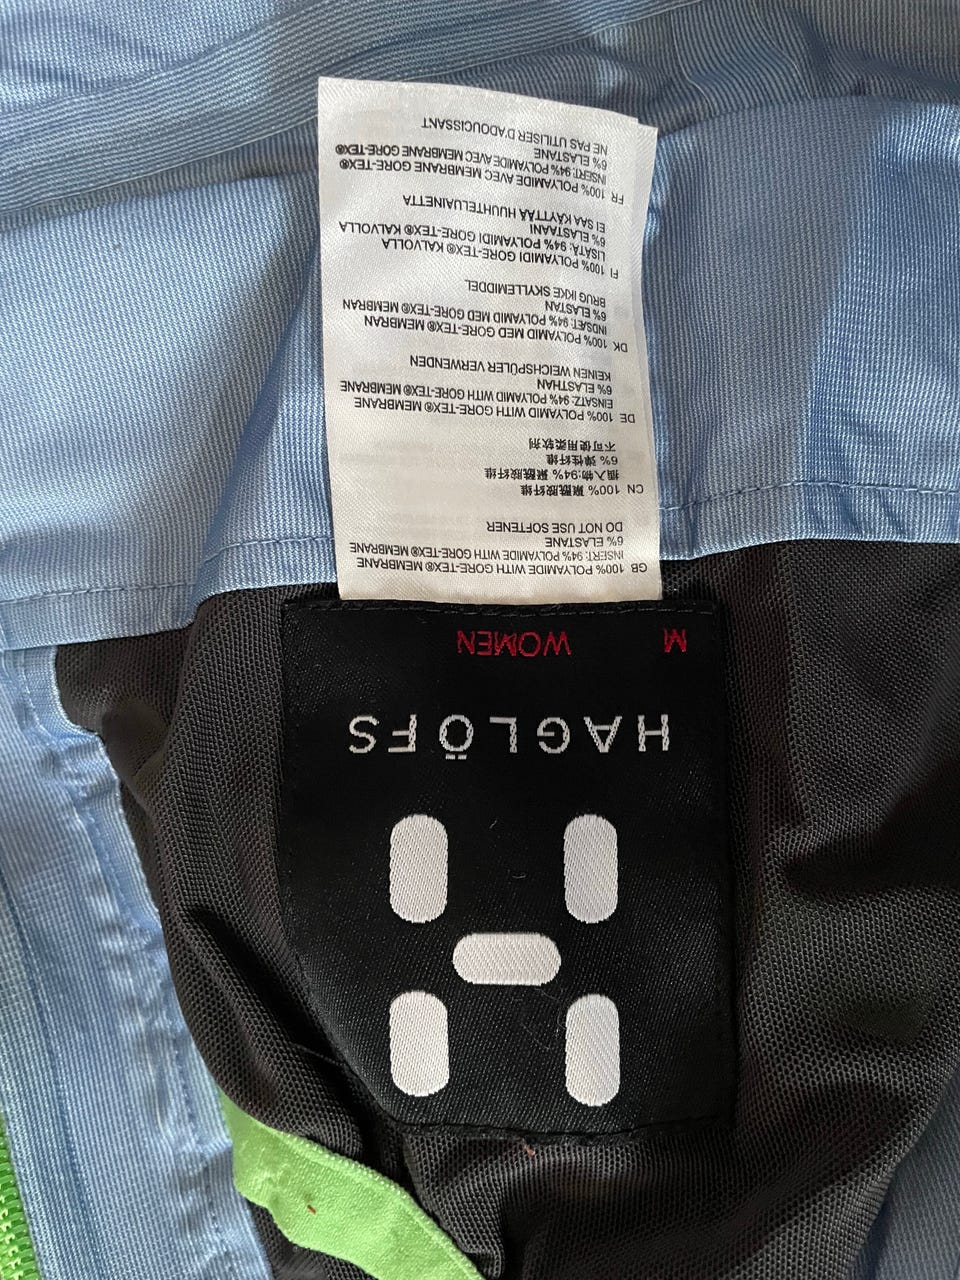 HAGLÖFS
M WOMEN
GB 100% POLYAMIDE WITH GORE-TEX® MEMBRANE
INSERT: 94% POLYAMIDE WITH GORE-TEX® MEMBRANE
6% ELASTANE
DO NOT USE SOFTENER
CN 100% 聚酰胺纤维
插入物:94% 聚酰胺纤维
6% 弹性纤维
不可使用柔软剂
DE 100% POLYAMID WITH GORE-TEX® MEMBRANE
EINSATZ: 94% POLYAMID WITH GORE-TEX® MEMBRANE
6% ELASTHAN
KEINEN WEICHSPÜLER VERWENDEN
DK 100% POLYAMID MED GORE-TEX® MEMBRAN
INDSÆT: 94% POLYAMID MED GORE-TEX® MEMBRAN
6% ELASTAN
BRUG IKKE SKYLLEMIDDEL
FI 100% POLYAMIDI GORE-TEX® KALVOLLA
LISÄTÄ: 94% POLYAMIDI GORE-TEX® KALVOLLA
6% ELASTAANI
EI SAA KÄYTTÄÄ HUUHTELUAINETTA
FR 100% POLYAMIDE AVEC MEMBRANE GORE-TEX®
INSERT: 94% POLYAMIDE AVEC MEMBRANE GORE-TEX®
6% ELASTANE
NE PAS UTILISER D'ADOUCISSANT